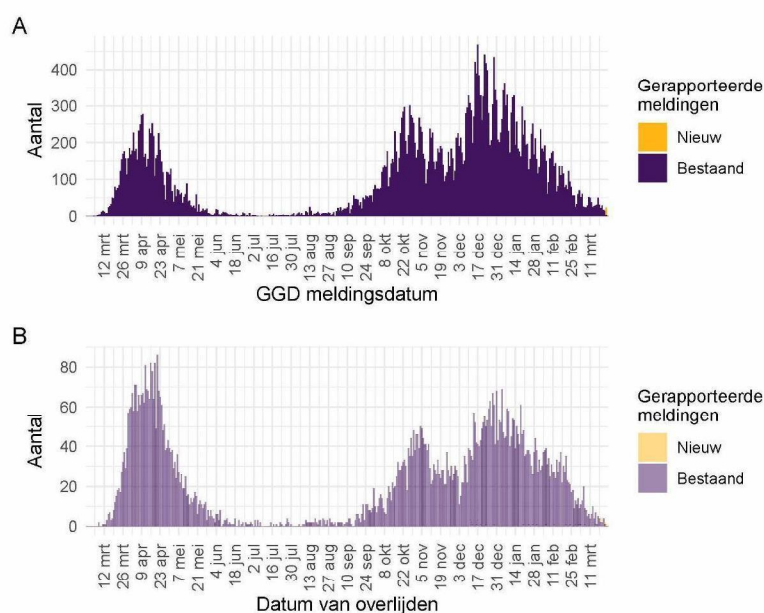 A
Aantal
400
300
200
100
0
12 mrt
26 mrt
9 apr
23 apr
7 mei
21 mei
4 jun
18 jun
2 jul
16 jul
30 jul
13 aug
27 aug
10 sep
24 sep
8 okt
22 okt
5 nov
19 nov
3 dec
17 dec
31 dec
14 jan
28 jan
11 feb
25 feb
11 mrt
GGD meldingsdatum
Gerapporteerde
meldingen
Nieuw
Bestaand
B
Aantal
80
60
40
20
0
12 mrt
26 mrt
9 apr
23 apr
7 mei
21 mei
4 jun
18 jun
2 jul
16 jul
30 jul
13 aug
27 aug
10 sep
24 sep
8 okt
22 okt
5 nov
19 nov
3 dec
17 dec
31 dec
14 jan
28 jan
11 feb
25 feb
11 mrt
Datum van overlijden
Gerapporteerde
meldingen
Nieuw
Bestaand